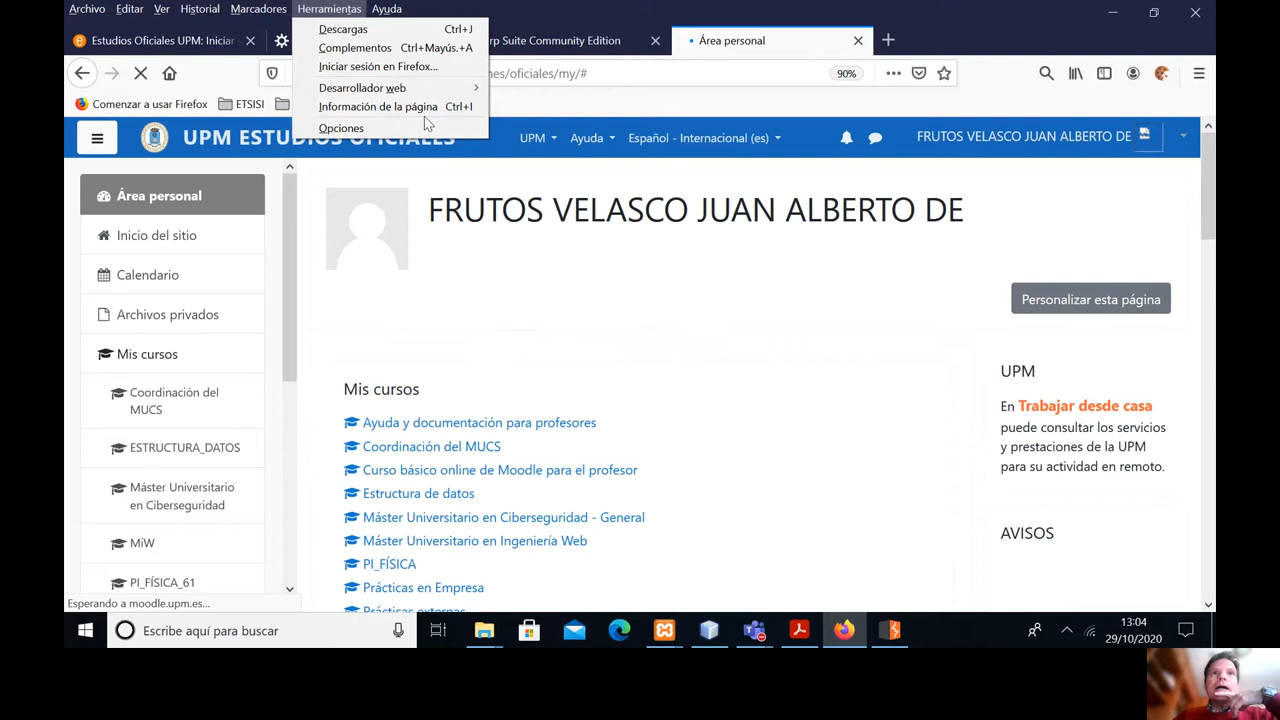 Archivo Editar Ver Historial Marcadores Herramientas Ayuda
Estudios Oficiales UPM: Iniciar s
rp Suite Community Edition
Área personal
Descargas Ctrl+J
Complementos Ctrl+Mayús.+A
Iniciar sesión en Firefox...
Desarrollador web
Información de la página Ctrl+I
Opciones
nes/oficiales/my/#
90%
Comenzar a usar Firefox
ETSISI
UPM ESTUDIOS OFICIALES
UPM
Ayuda
Español - Internacional (es)
FRUTOS VELASCO JUAN ALBERTO DE
Área personal
Inicio del sitio
Calendario
Archivos privados
Mis cursos
Coordinación del
MUCS
ESTRUCTURA_DATOS
Máster Universitario
en Ciberseguridad
MiW
PI_FÍSICA_61
FRUTOS VELASCO JUAN ALBERTO DE
Personalizar esta página
Mis cursos
Ayuda y documentación para profesores
Coordinación del MUCS
Curso básico online de Moodle para el profesor
Estructura de datos
Máster Universitario en Ciberseguridad - General
Máster Universitario en Ingeniería Web
PI_FÍSICA
Prácticas en Empresa
Prácticas externas
UPM
En Trabajar desde casa
puede consultar los servicios
y prestaciones de la UPM
para su actividad en remoto.
AVISOS
Esperando a moodle.upm.es...
Escribe aquí para buscar
13:04
29/10/2020